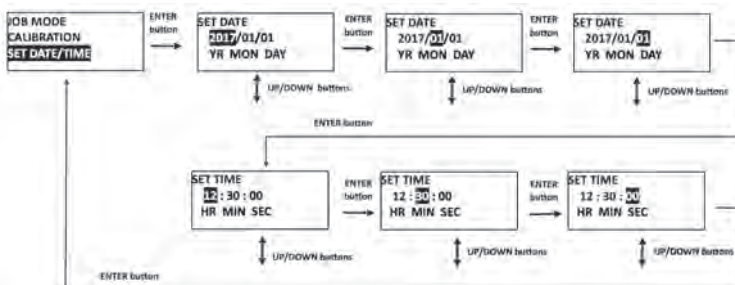 JOB MODE
CALIBRATION
SET DATE/TIME
ENTER
button
SET DATE
2017/01/01
YR MON DAY
ENTER
button
SET DATE
2017/01/01
YR MON DAY
ENTER
button
SET DATE
2017/01/01
YR MON DAY
UP/DOWN buttons
UP/DOWN buttons
UP/DOWN buttons
ENTER button
SET TIME
12 : 30 : 00
HR MIN SEC
ENTER
button
SET TIME
12 : 30 : 00
HR MIN SEC
ENTER
button
SET TIME
12 : 30 : 00
HR MIN SEC
UP/DOWN buttons
UP/DOWN buttons
UP/DOWN buttons
ENTER button